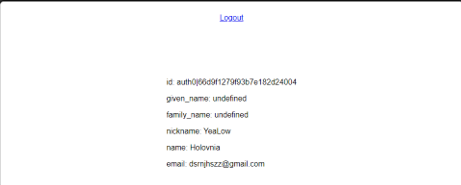 Logout
id: auth0|66d9f1279f93b7e182d24004
given_name: undefined
family_name: undefined
nickname: YeaLow
name: Holovnia
email: dsrnjhszz@gmail.com